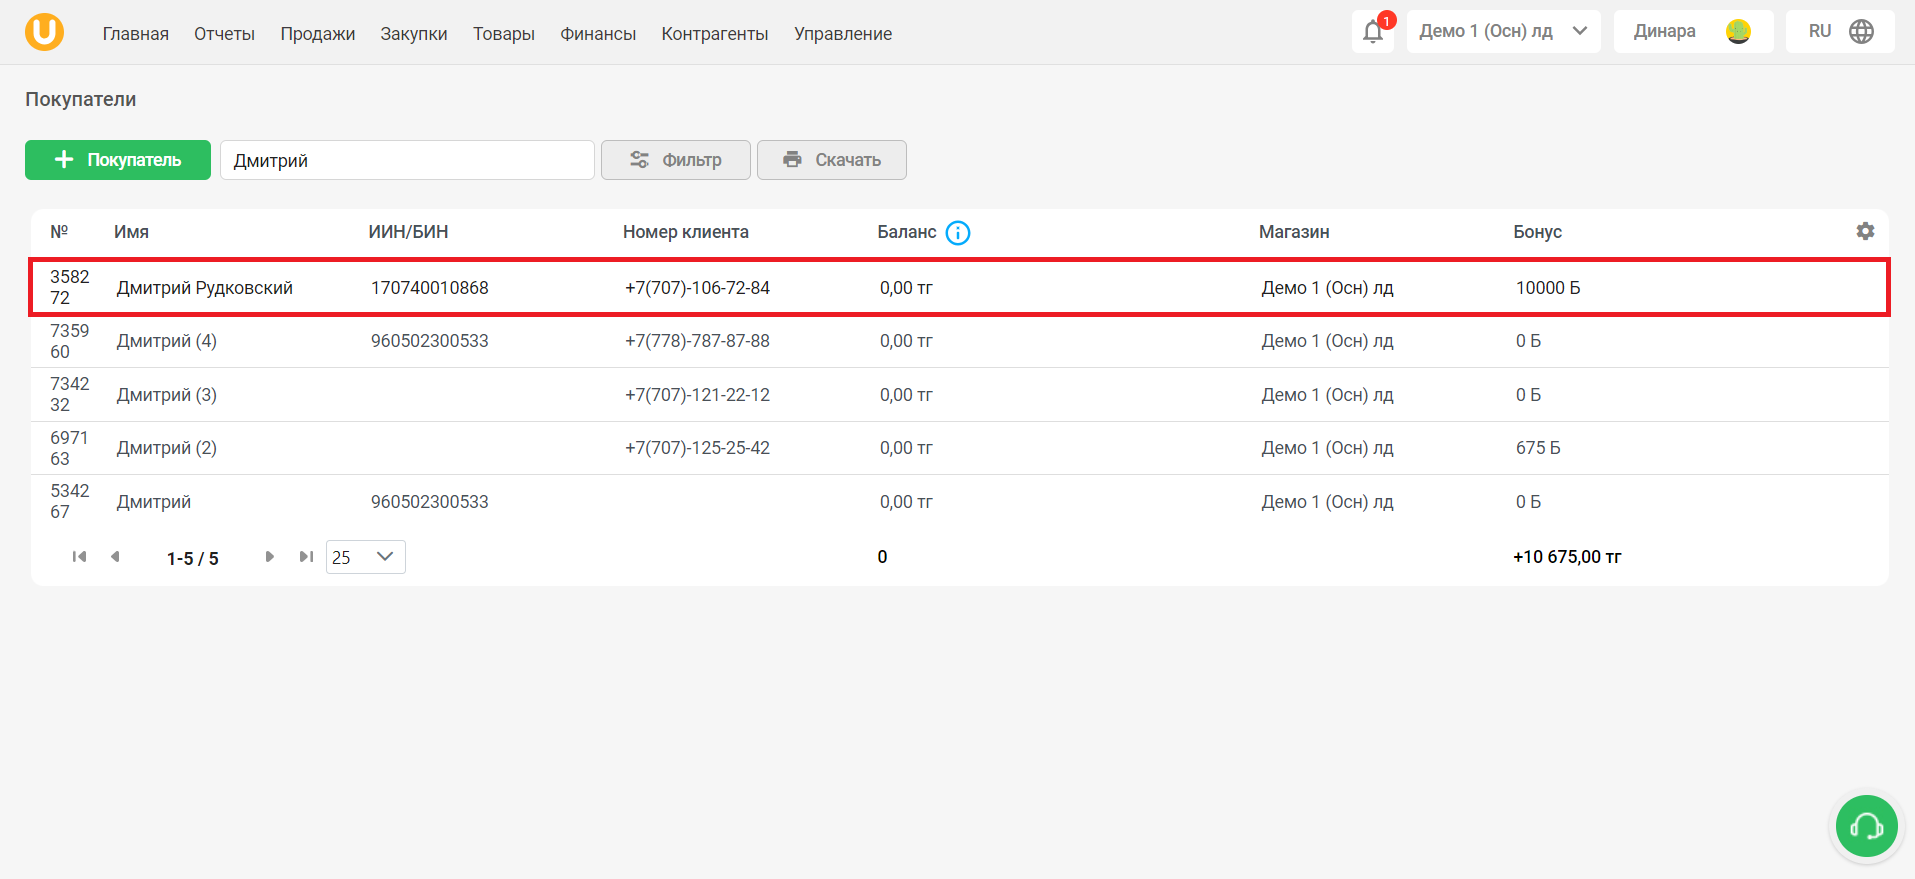 U Главная Отчеты Продажи Закупки Товары Финансы Контрагенты Управление 1 Демо 1 (Осн) лд Динара RU
Покупатели
Покупатель Дмитрий Фильтр Скачать
№ Имя ИИН/БИН Номер клиента Баланс i Магазин Бонус
358272 Дмитрий Рудковский 170740010868 +7(707)-106-72-84 0,00 тг Демо 1 (Осн) лд 10000 Б
735960 Дмитрий (4) 960502300533 +7(778)-787-87-88 0,00 тг Демо 1 (Осн) лд 0 Б
734232 Дмитрий (3) +7(707)-121-22-12 0,00 тг Демо 1 (Осн) лд 0 Б
697163 Дмитрий (2) +7(707)-125-25-42 0,00 тг Демо 1 (Осн) лд 675 Б
534267 Дмитрий 960502300533 0,00 тг Демо 1 (Осн) лд 0 Б
1-5 / 5 25 0 +10 675,00 тг